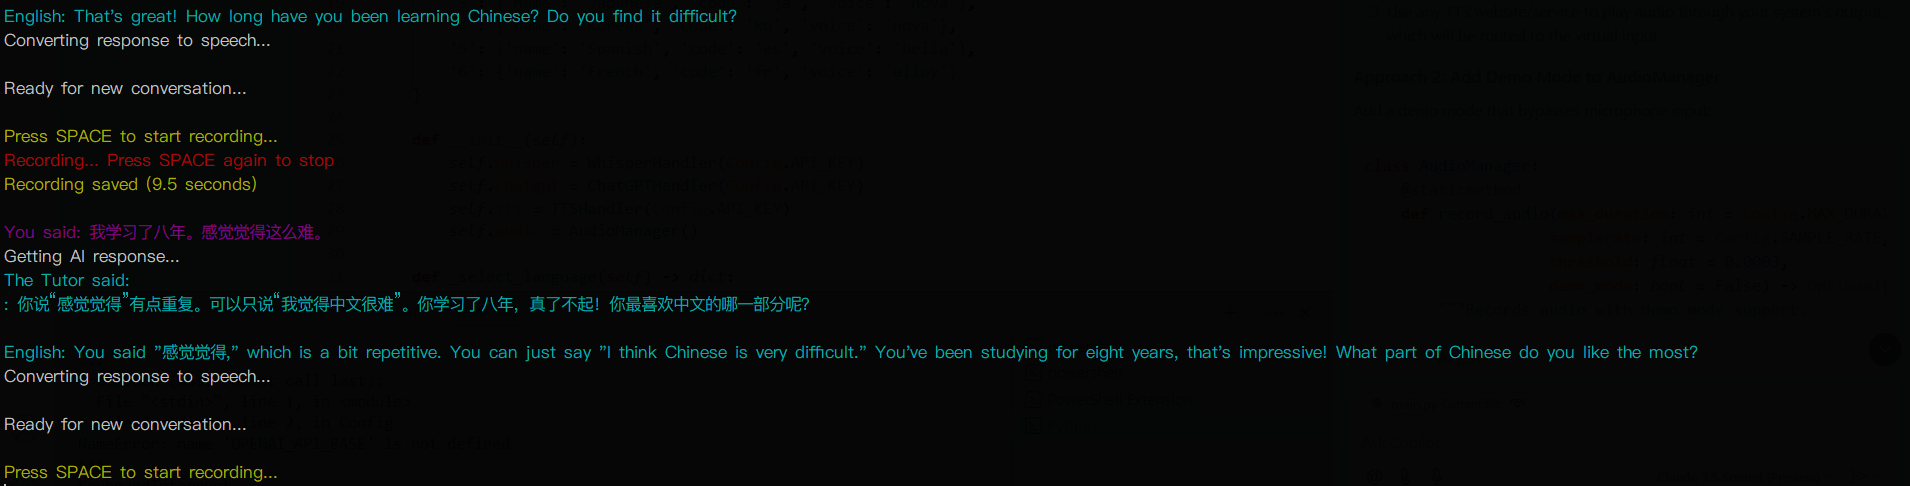 English: That's great! How long have you been learning Chinese? Do you find it difficult?
Converting response to speech...
Ready for new conversation...
Press SPACE to start recording...
Recording... Press SPACE again to stop
Recording saved (9.5 seconds)
You said: 我学习了八年。感觉觉得这么难。
Getting AI response...
The Tutor said:
: 你说“感觉觉得”有点重复。可以只说“我觉得中文很难”。你学习了八年，真了不起！你最喜欢中文的哪一部分呢？
English: You said "感觉觉得," which is a bit repetitive. You can just say "I think Chinese is very difficult." You've been studying for eight years, that's impressive! What part of Chinese do you like the most?
Converting response to speech...
Ready for new conversation...
Press SPACE to start recording...